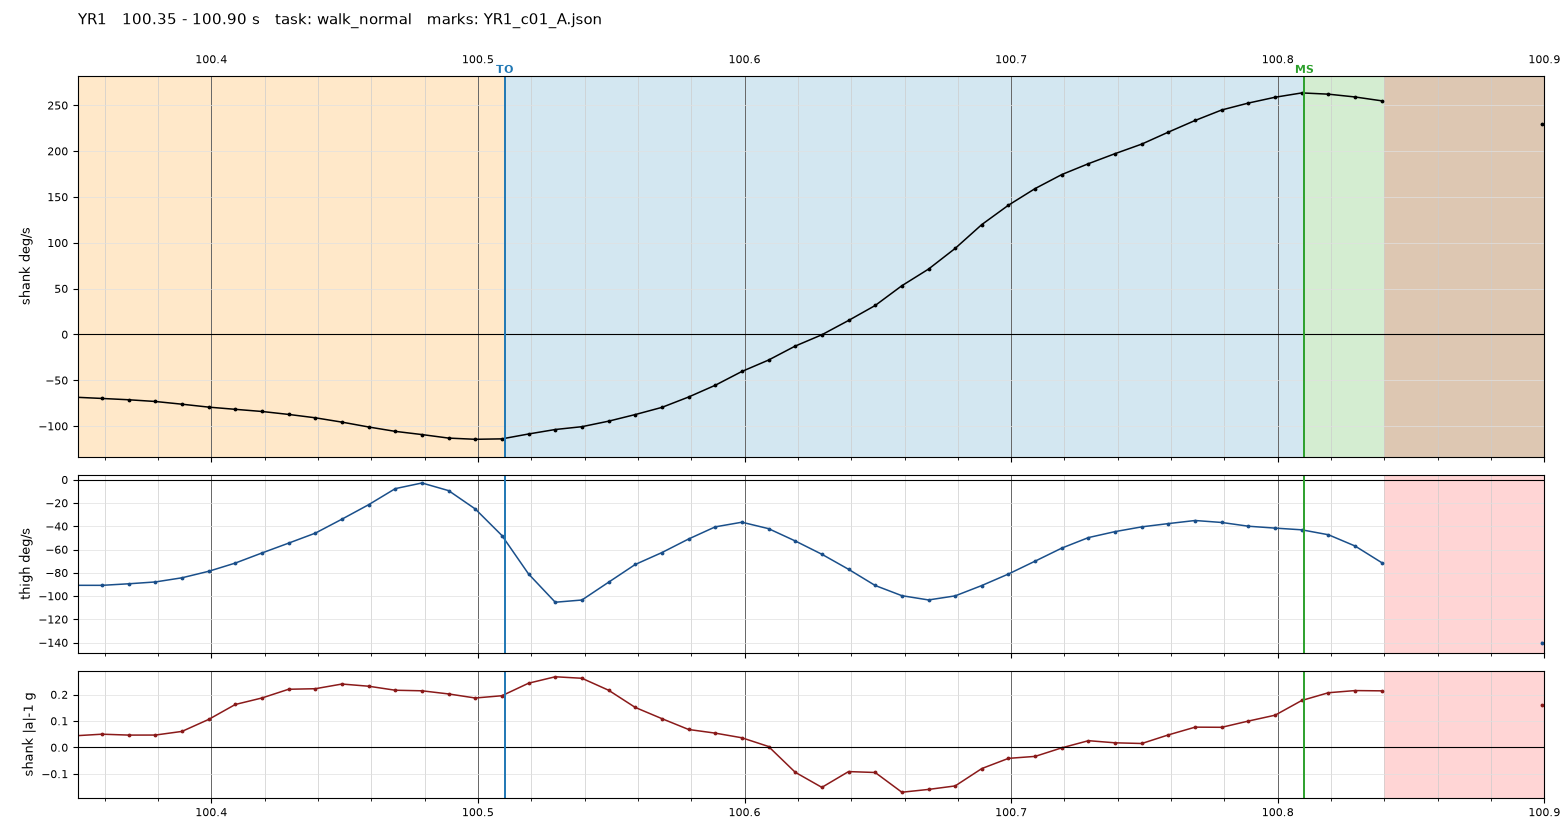 YR1   100.35 - 100.90 s   task: walk_normal   marks: YR1_c01_A.json
100.4 100.5 100.6 100.7 100.8 100.9
TO MS
250
200
150
100
50
0
−50
−100
shank deg/s
0
−20
−40
−60
−80
−100
−120
−140
thigh deg/s
0.2
0.1
0.0
−0.1
shank |a|-1 g
100.4 100.5 100.6 100.7 100.8 100.9